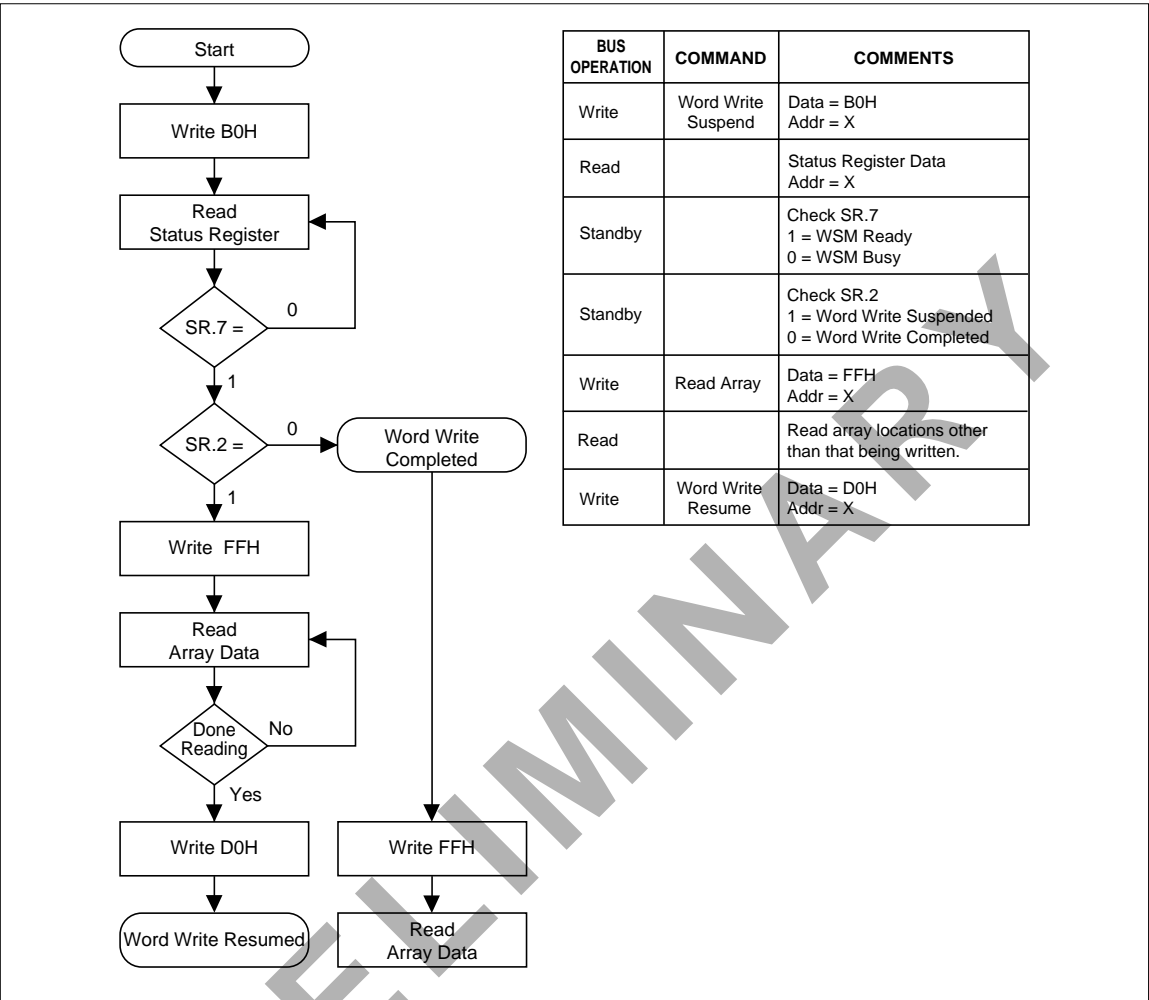 Start
Write B0H
Read
Status Register
SR.7 =
0
1
SR.2 =
0
1
Word Write
Completed
Write FFH
Read
Array Data
Done
Reading
No
Yes
Write D0H
Word Write Resumed
Write FFH
Read
Array Data
BUS
OPERATION COMMAND COMMENTS
Write Word Write
Suspend Data = B0H
Addr = X
Read Status Register Data
Addr = X
Standby Check SR.7
1 = WSM Ready
0 = WSM Busy
Standby Check SR.2
1 = Word Write Suspended
0 = Word Write Completed
Write Read Array Data = FFH
Addr = X
Read Read array locations other
than that being written.
Write Word Write
Resume Data = D0H
Addr = X
ELIMINARY